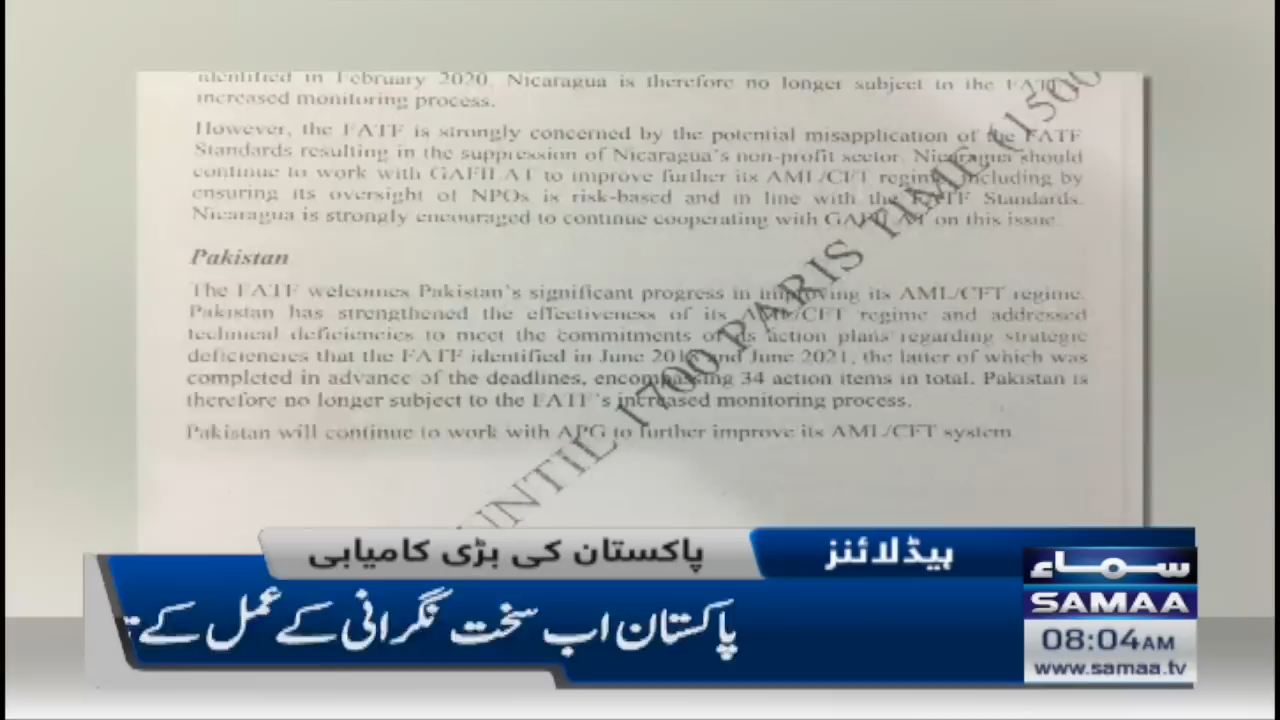 identified in February 2020. Nicaragua is therefore no longer subject to the FATF's
increased monitoring process.
However, the FATF is strongly concerned by the potential misapplication of the FATF
Standards resulting in the suppression of Nicaragua's non-profit sector. Nicaragua should
continue to work with GAFILAT to improve further its AML/CFT regime, including by
ensuring its oversight of NPOs is risk-based and in line with the FATF Standards.
Nicaragua is strongly encouraged to continue cooperating with GAFILAT on this issue.
Pakistan
The FATF welcomes Pakistan's significant progress in improving its AML/CFT regime.
Pakistan has strengthened the effectiveness of its AML/CFT regime and addressed
technical deficiencies to meet the commitments of its action plans regarding strategic
deficiencies that the FATF identified in June 2018 and June 2021, the latter of which was
completed in advance of the deadlines, encompassing 34 action items in total. Pakistan is
therefore no longer subject to the FATF's increased monitoring process.
Pakistan will continue to work with APG to further improve its AML/CFT system
UNTIL 1700 PARIS TIME (1500
ہیڈلائنز
پاکستان کی بڑی کامیابی
پاکستان اب سخت نگرانی کے عمل کے
سماء
SAMAA
08:04AM
www.samaa.tv